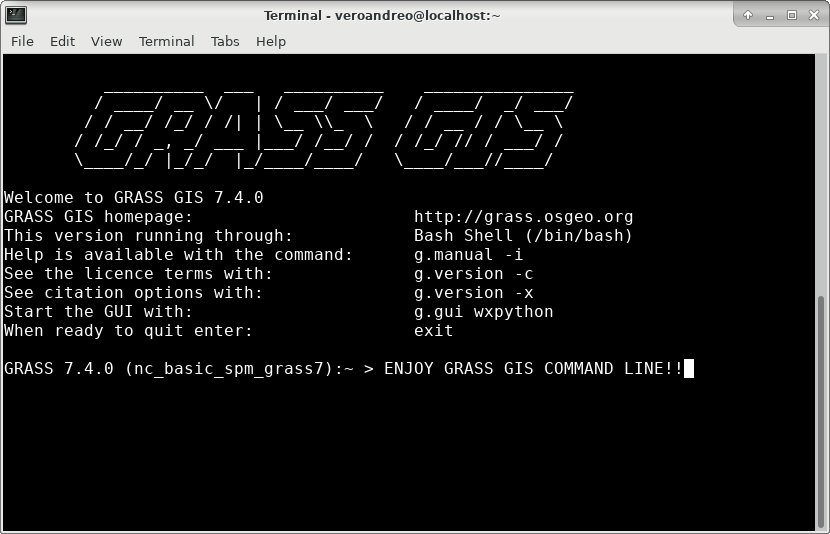 Terminal - veroandreo@localhost:~
File Edit View Terminal Tabs Help
GRASS GIS
Welcome to GRASS GIS 7.4.0
GRASS GIS homepage: http://grass.osgeo.org
This version running through: Bash Shell (/bin/bash)
Help is available with the command: g.manual -i
See the licence terms with: g.version -c
See citation options with: g.version -x
Start the GUI with: g.gui wxpython
When ready to quit enter: exit
GRASS 7.4.0 (nc_basic_spm_grass7):~ > ENJOY GRASS GIS COMMAND LINE!!